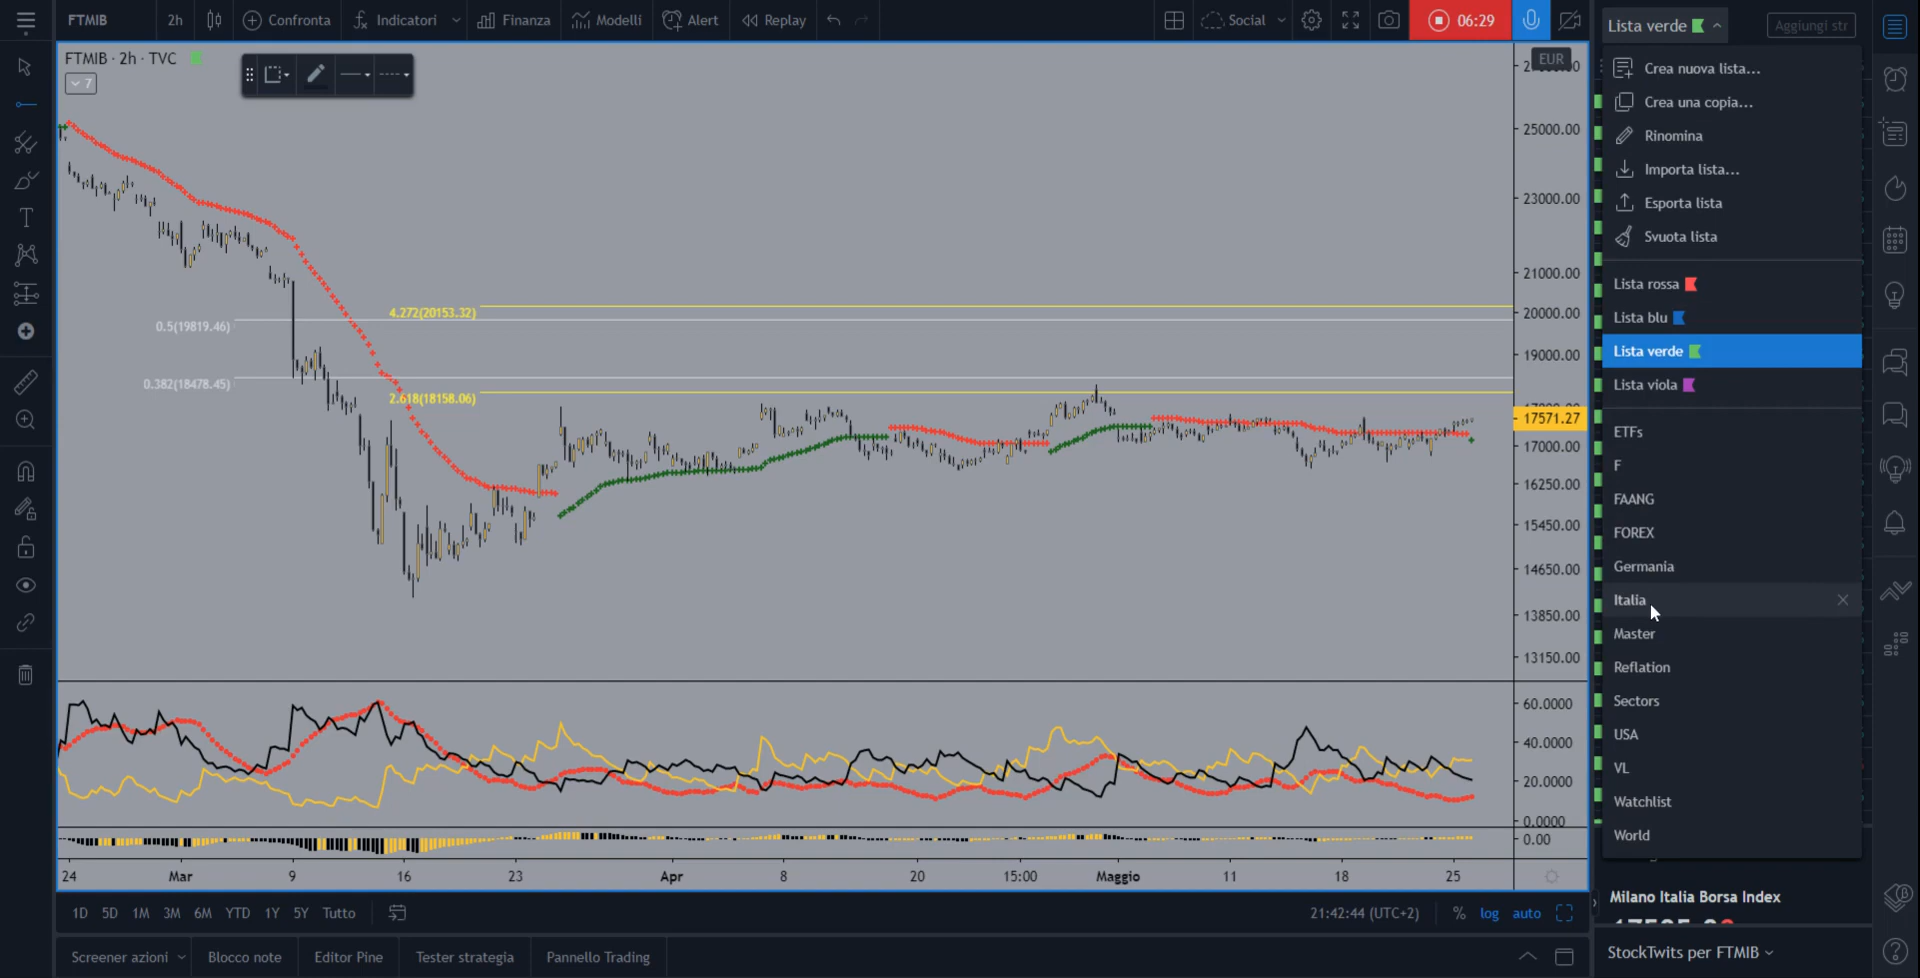 FTMIB
2h
Confronta
Indicatori
Finanza
Modelli
Alert
Replay
Social
06:29
Lista verde
Aggiungi str
FTMIB · 2h · TVC
7
EUR
25000.00
23000.00
21000.00
20000.00
19000.00
17571.27
17000.00
16250.00
15450.00
14650.00
13850.00
13150.00
4.272(20153.32)
0.5(19819.46)
0.382(18478.45)
2.618(18158.06)
60.0000
40.0000
20.0000
0.0000
0.00
24
Mar
9
16
23
Apr
8
20
15:00
Maggio
11
18
25
1D
5D
1M
3M
6M
YTD
1Y
5Y
Tutto
21:42:44 (UTC+2)
%
log
auto
Screener azioni
Blocco note
Editor Pine
Tester strategia
Pannello Trading
Crea nuova lista...
Crea una copia...
Rinomina
Importa lista...
Esporta lista
Svuota lista
Lista rossa
Lista blu
Lista verde
Lista viola
ETFs
F
FAANG
FOREX
Germania
Italia
Master
Reflation
Sectors
USA
VL
Watchlist
World
Milano Italia Borsa Index
StockTwits per FTMIB